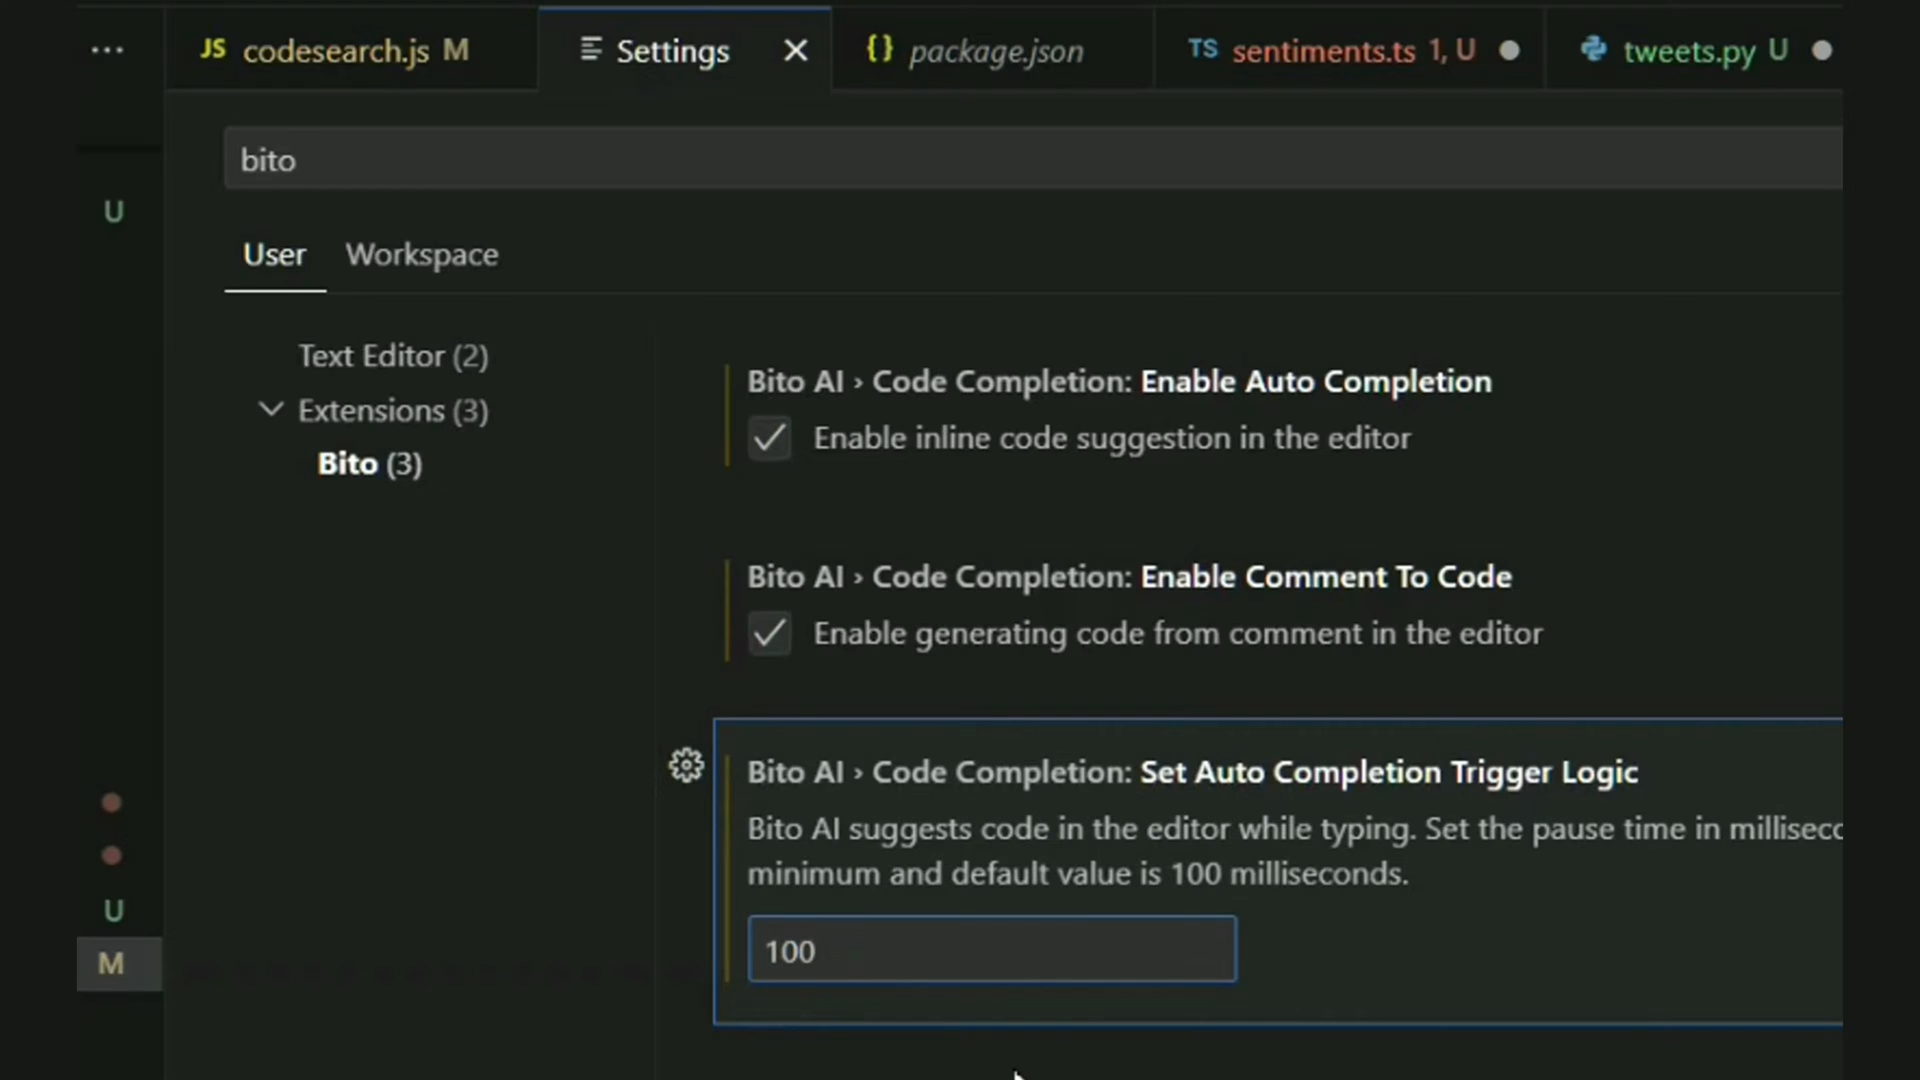 ··· JS codesearch.js M Settings × {} package.json TS sentiments.ts 1, U ● tweets.py U ●
bito
U
User Workspace
Text Editor (2)
Extensions (3)
Bito (3)
Bito AI › Code Completion: Enable Auto Completion
Enable inline code suggestion in the editor
Bito AI › Code Completion: Enable Comment To Code
Enable generating code from comment in the editor
Bito AI › Code Completion: Set Auto Completion Trigger Logic
Bito AI suggests code in the editor while typing. Set the pause time in millisec
minimum and default value is 100 milliseconds.
U
100
M